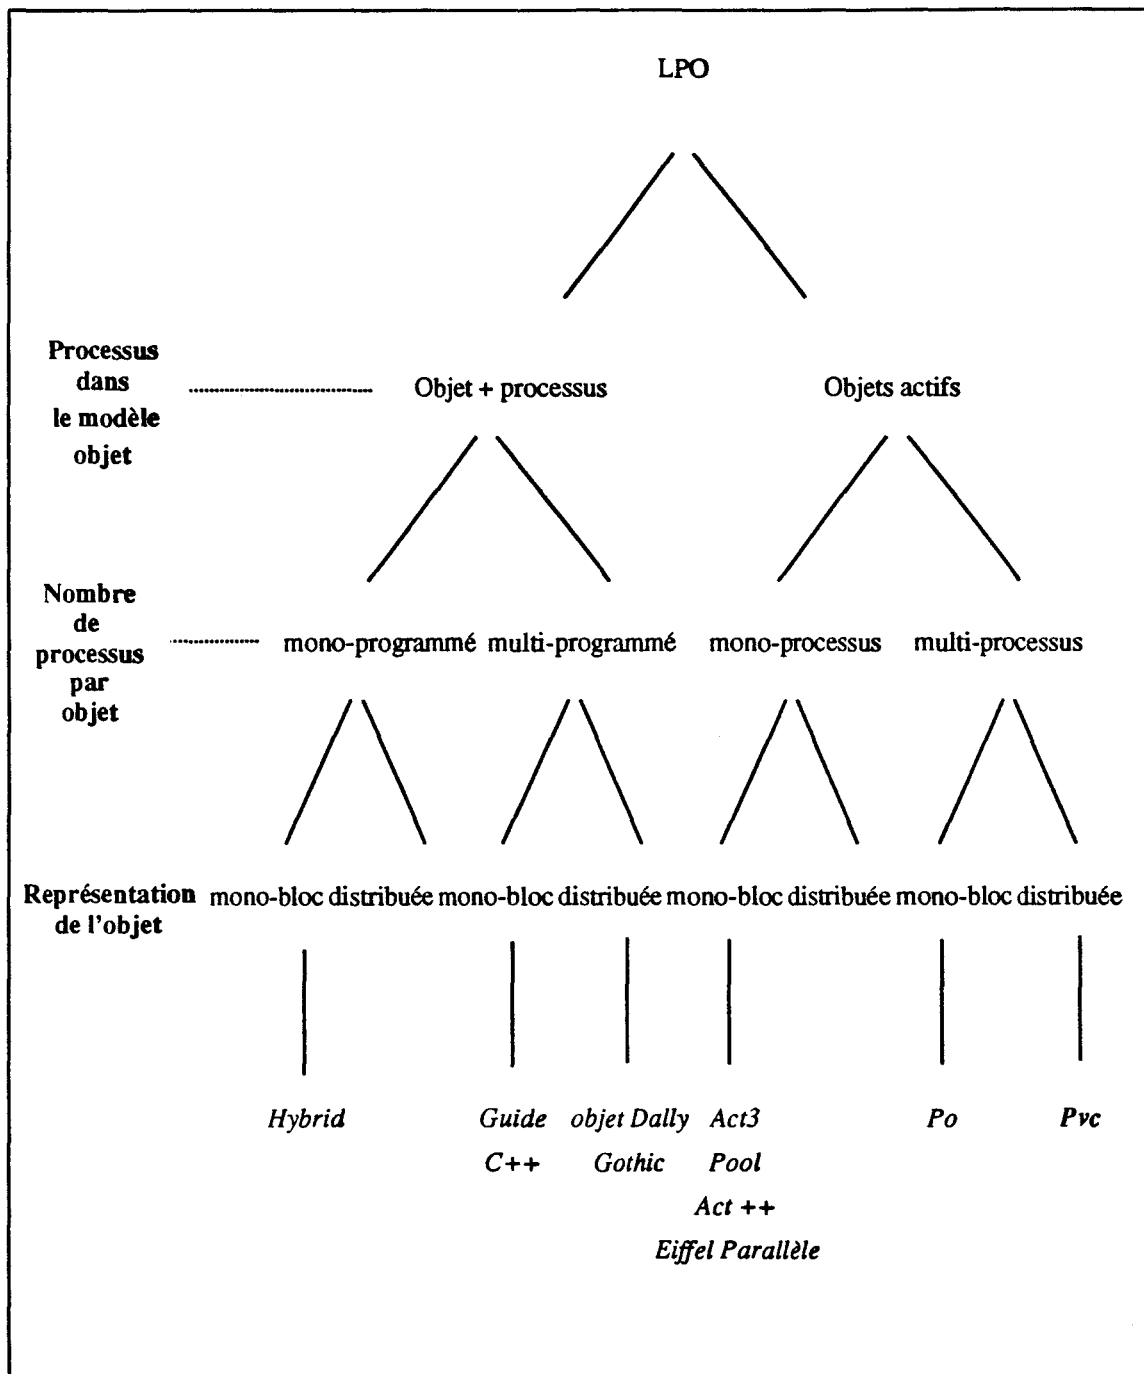 LPO
Processus
dans
le modèle
objet
Objet + processus
Objets actifs
Nombre
de
processus
par
objet
mono-programmé multi-programmé mono-processus multi-processus
Représentation
de l'objet
mono-bloc distribuée mono-bloc distribuée mono-bloc distribuée mono-bloc distribuée
Hybrid
Guide
C++
objet Dally
Gothic
Act3
Pool
Act ++
Eiffel Parallèle
Po
Pvc